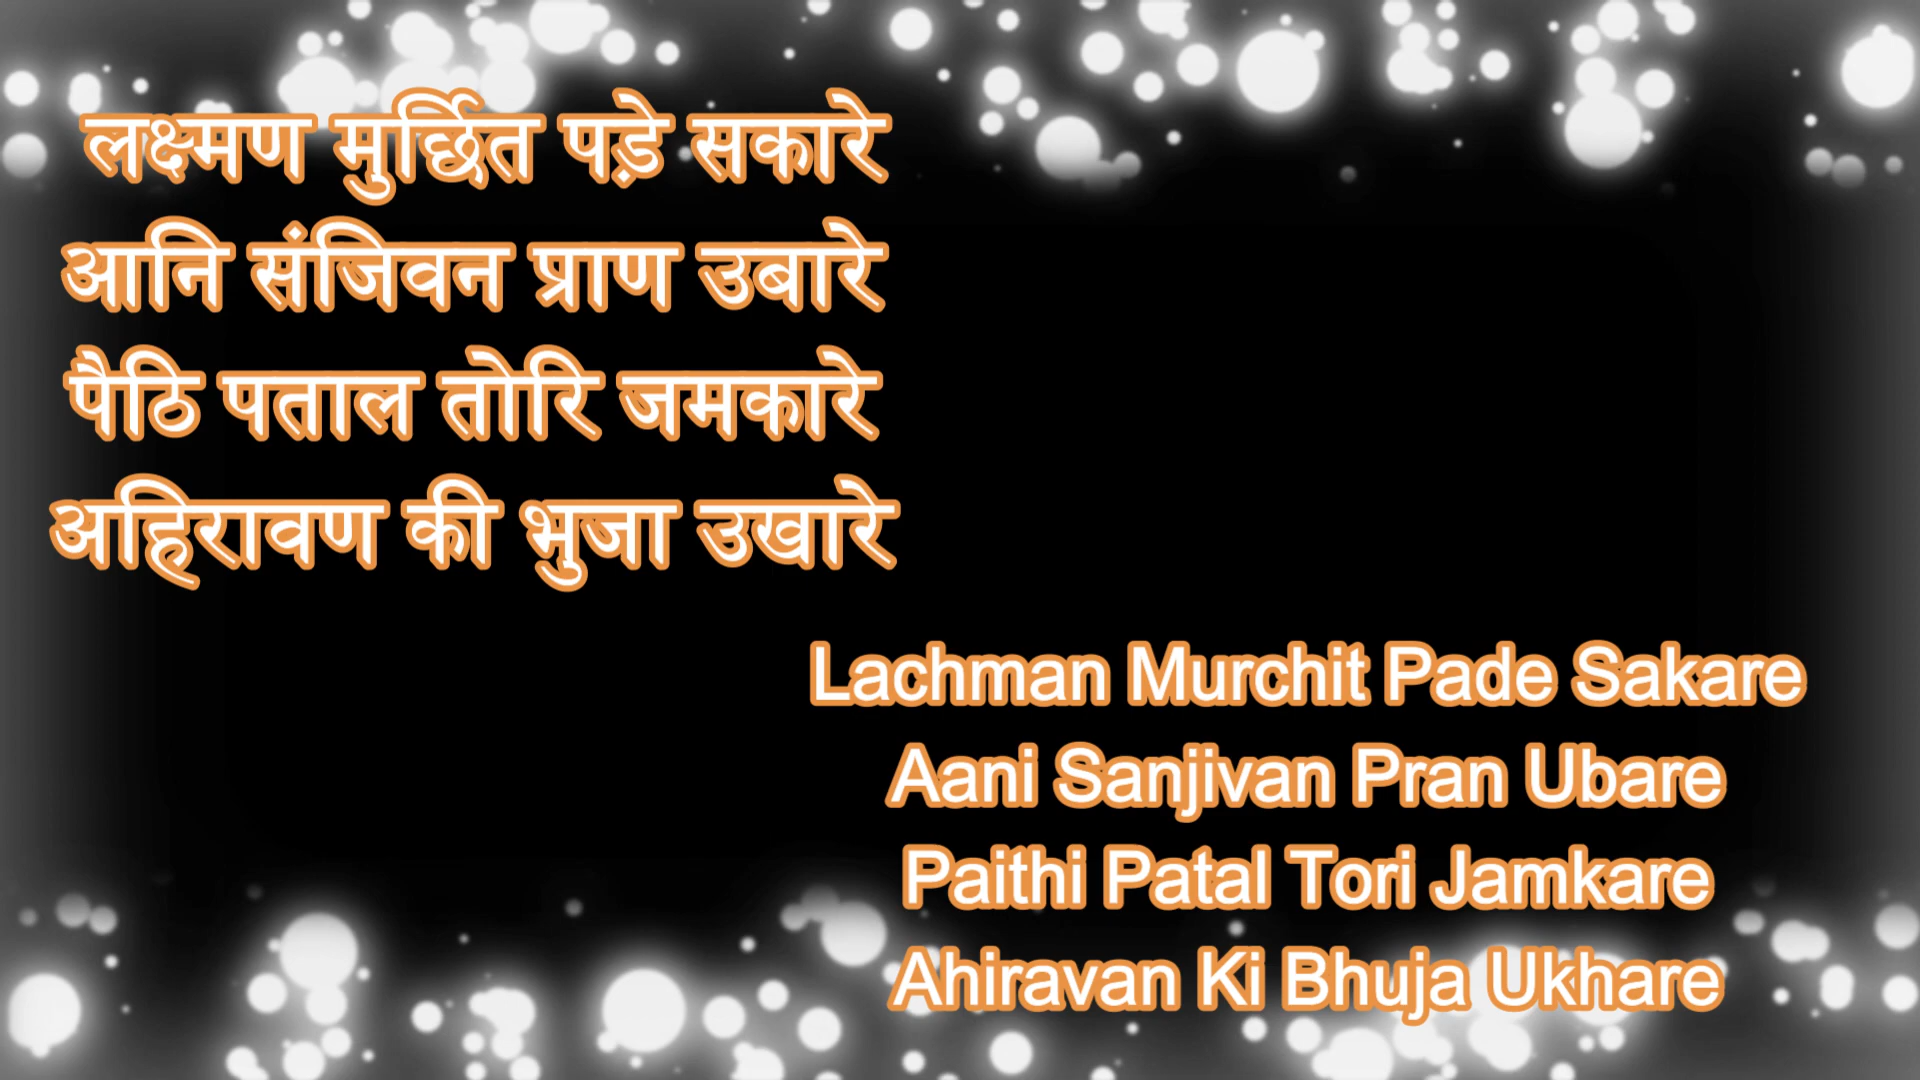 लक्ष्मण मुर्छित पड़े सकारे
आनि संजिवन प्राण उबारे
पैठि पताल तोरि जमकारे
अहिरावण की भुजा उखारे
Lachman Murchit Pade Sakare
Aani Sanjivan Pran Ubare
Paithi Patal Tori Jamkare
Ahiravan Ki Bhuja Ukhare